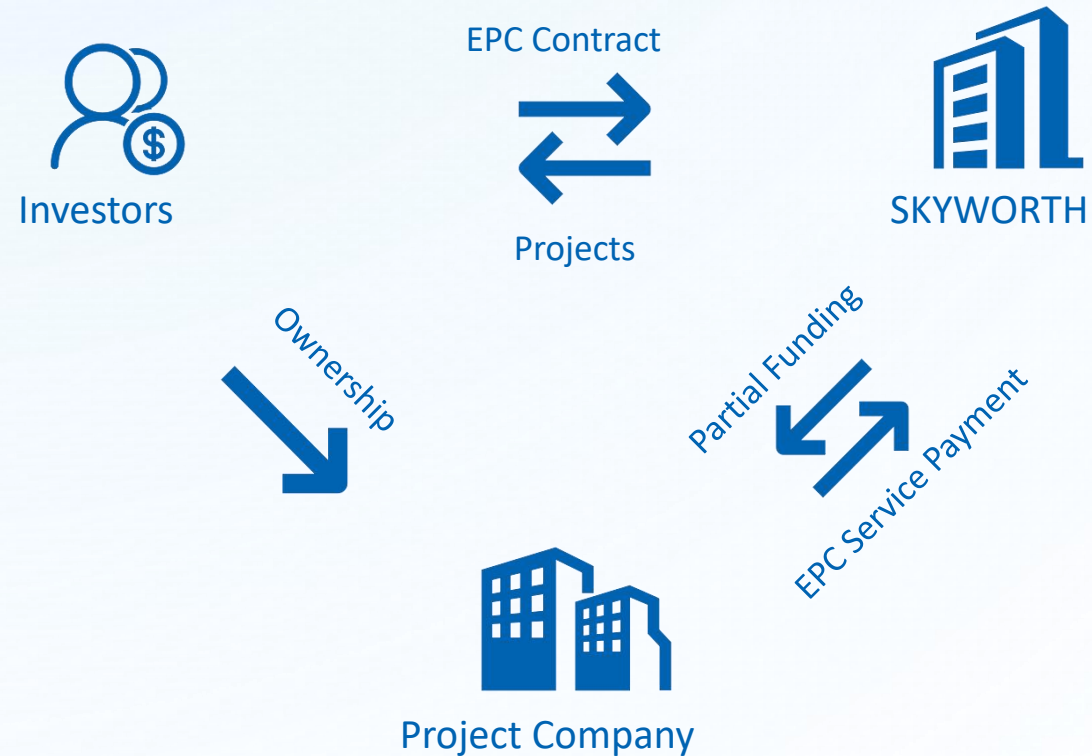 EPC Contract
Investors
SKYWORTH
Projects
Ownership
Partial Funding
EPC Service Payment
Project Company
$